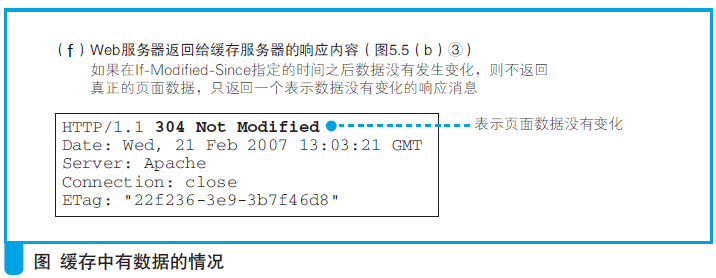 （f）Web服务器返回给缓存服务器的响应内容（图5.5（b）③）
如果在If-Modified-Since指定的时间之后数据没有发生变化，则不返回
真正的页面数据，只返回一个表示数据没有变化的响应消息
HTTP/1.1 304 Not Modified 表示页面数据没有变化
Date: Wed, 21 Feb 2007 13:03:21 GMT
Server: Apache
Connection: close
ETag: "22f236-3e9-3b7f46d8"
图 缓存中有数据的情况